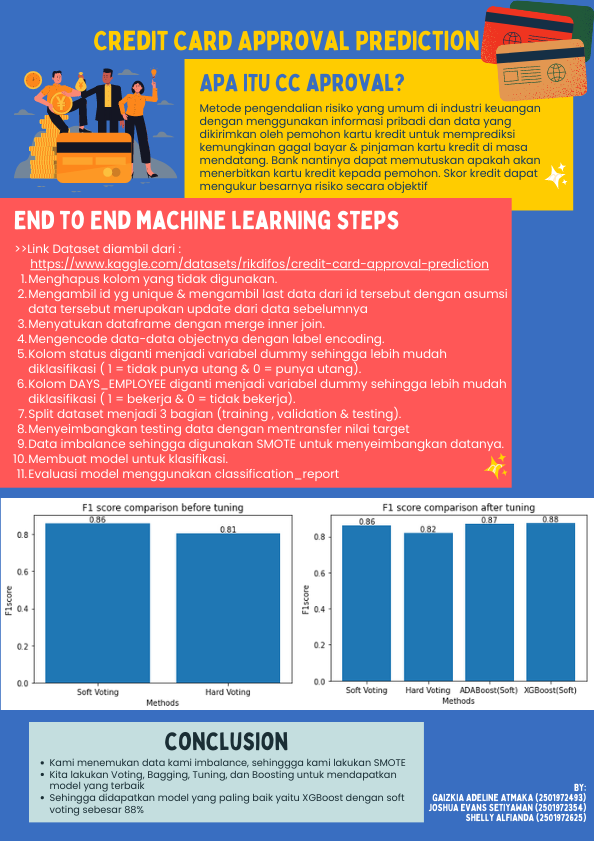 CREDIT CARD APPROVAL PREDICTION
APA ITU CC APROVAL?
Metode pengendalian risiko yang umum di industri keuangan
dengan menggunakan informasi pribadi dan data yang
dikirimkan oleh pemohon kartu kredit untuk memprediksi
kemungkinan gagal bayar & pinjaman kartu kredit di masa
mendatang. Bank nantinya dapat memutuskan apakah akan
menerbitkan kartu kredit kepada pemohon. Skor kredit dapat
mengukur besarnya risiko secara objektif
END TO END MACHINE LEARNING STEPS
>>Link Dataset diambil dari :
https://www.kaggle.com/datasets/rikdifos/credit-card-approval-prediction
1. Menghapus kolom yang tidak digunakan.
2. Mengambil id yg unique & mengambil last data dari id tersebut dengan asumsi
data tersebut merupakan update dari data sebelumnya
3. Menyatukan dataframe dengan merge inner join.
4. Mengencode data-data objectnya dengan label encoding.
5. Kolom status diganti menjadi variabel dummy sehingga lebih mudah
diklasifikasi ( 1 = tidak punya utang & 0 = punya utang).
6. Kolom DAYS_EMPLOYEE diganti menjadi variabel dummy sehingga lebih mudah
diklasifikasi ( 1 = bekerja & 0 = tidak bekerja).
7. Split dataset menjadi 3 bagian (training , validation & testing).
8. Menyeimbangkan testing data dengan mentransfer nilai target
9. Data imbalance sehingga digunakan SMOTE untuk menyeimbangkan datanya.
10. Membuat model untuk klasifikasi.
11. Evaluasi model menggunakan classification_report
F1 score comparison before tuning
0.86
0.81
0.8
0.6
0.4
0.2
0.0
F1score
Soft Voting
Hard Voting
Methods
F1 score comparison after tuning
0.86
0.82
0.87
0.88
0.8
0.6
0.4
0.2
0.0
F1score
Soft Voting
Hard Voting
ADABoost(Soft)
XGBoost(Soft)
Methods
CONCLUSION
• Kami menemukan data kami imbalance, sehinggga kami lakukan SMOTE
• Kita lakukan Voting, Bagging, Tuning, dan Boosting untuk mendapatkan
model yang terbaik
• Sehingga didapatkan model yang paling baik yaitu XGBoost dengan soft
voting sebesar 88%
BY:
GAIZKIA ADELINE ATMAKA (2501972493)
JOSHUA EVANS SETIYAWAN (2501972354)
SHELLY ALFIANDA (2501972625)